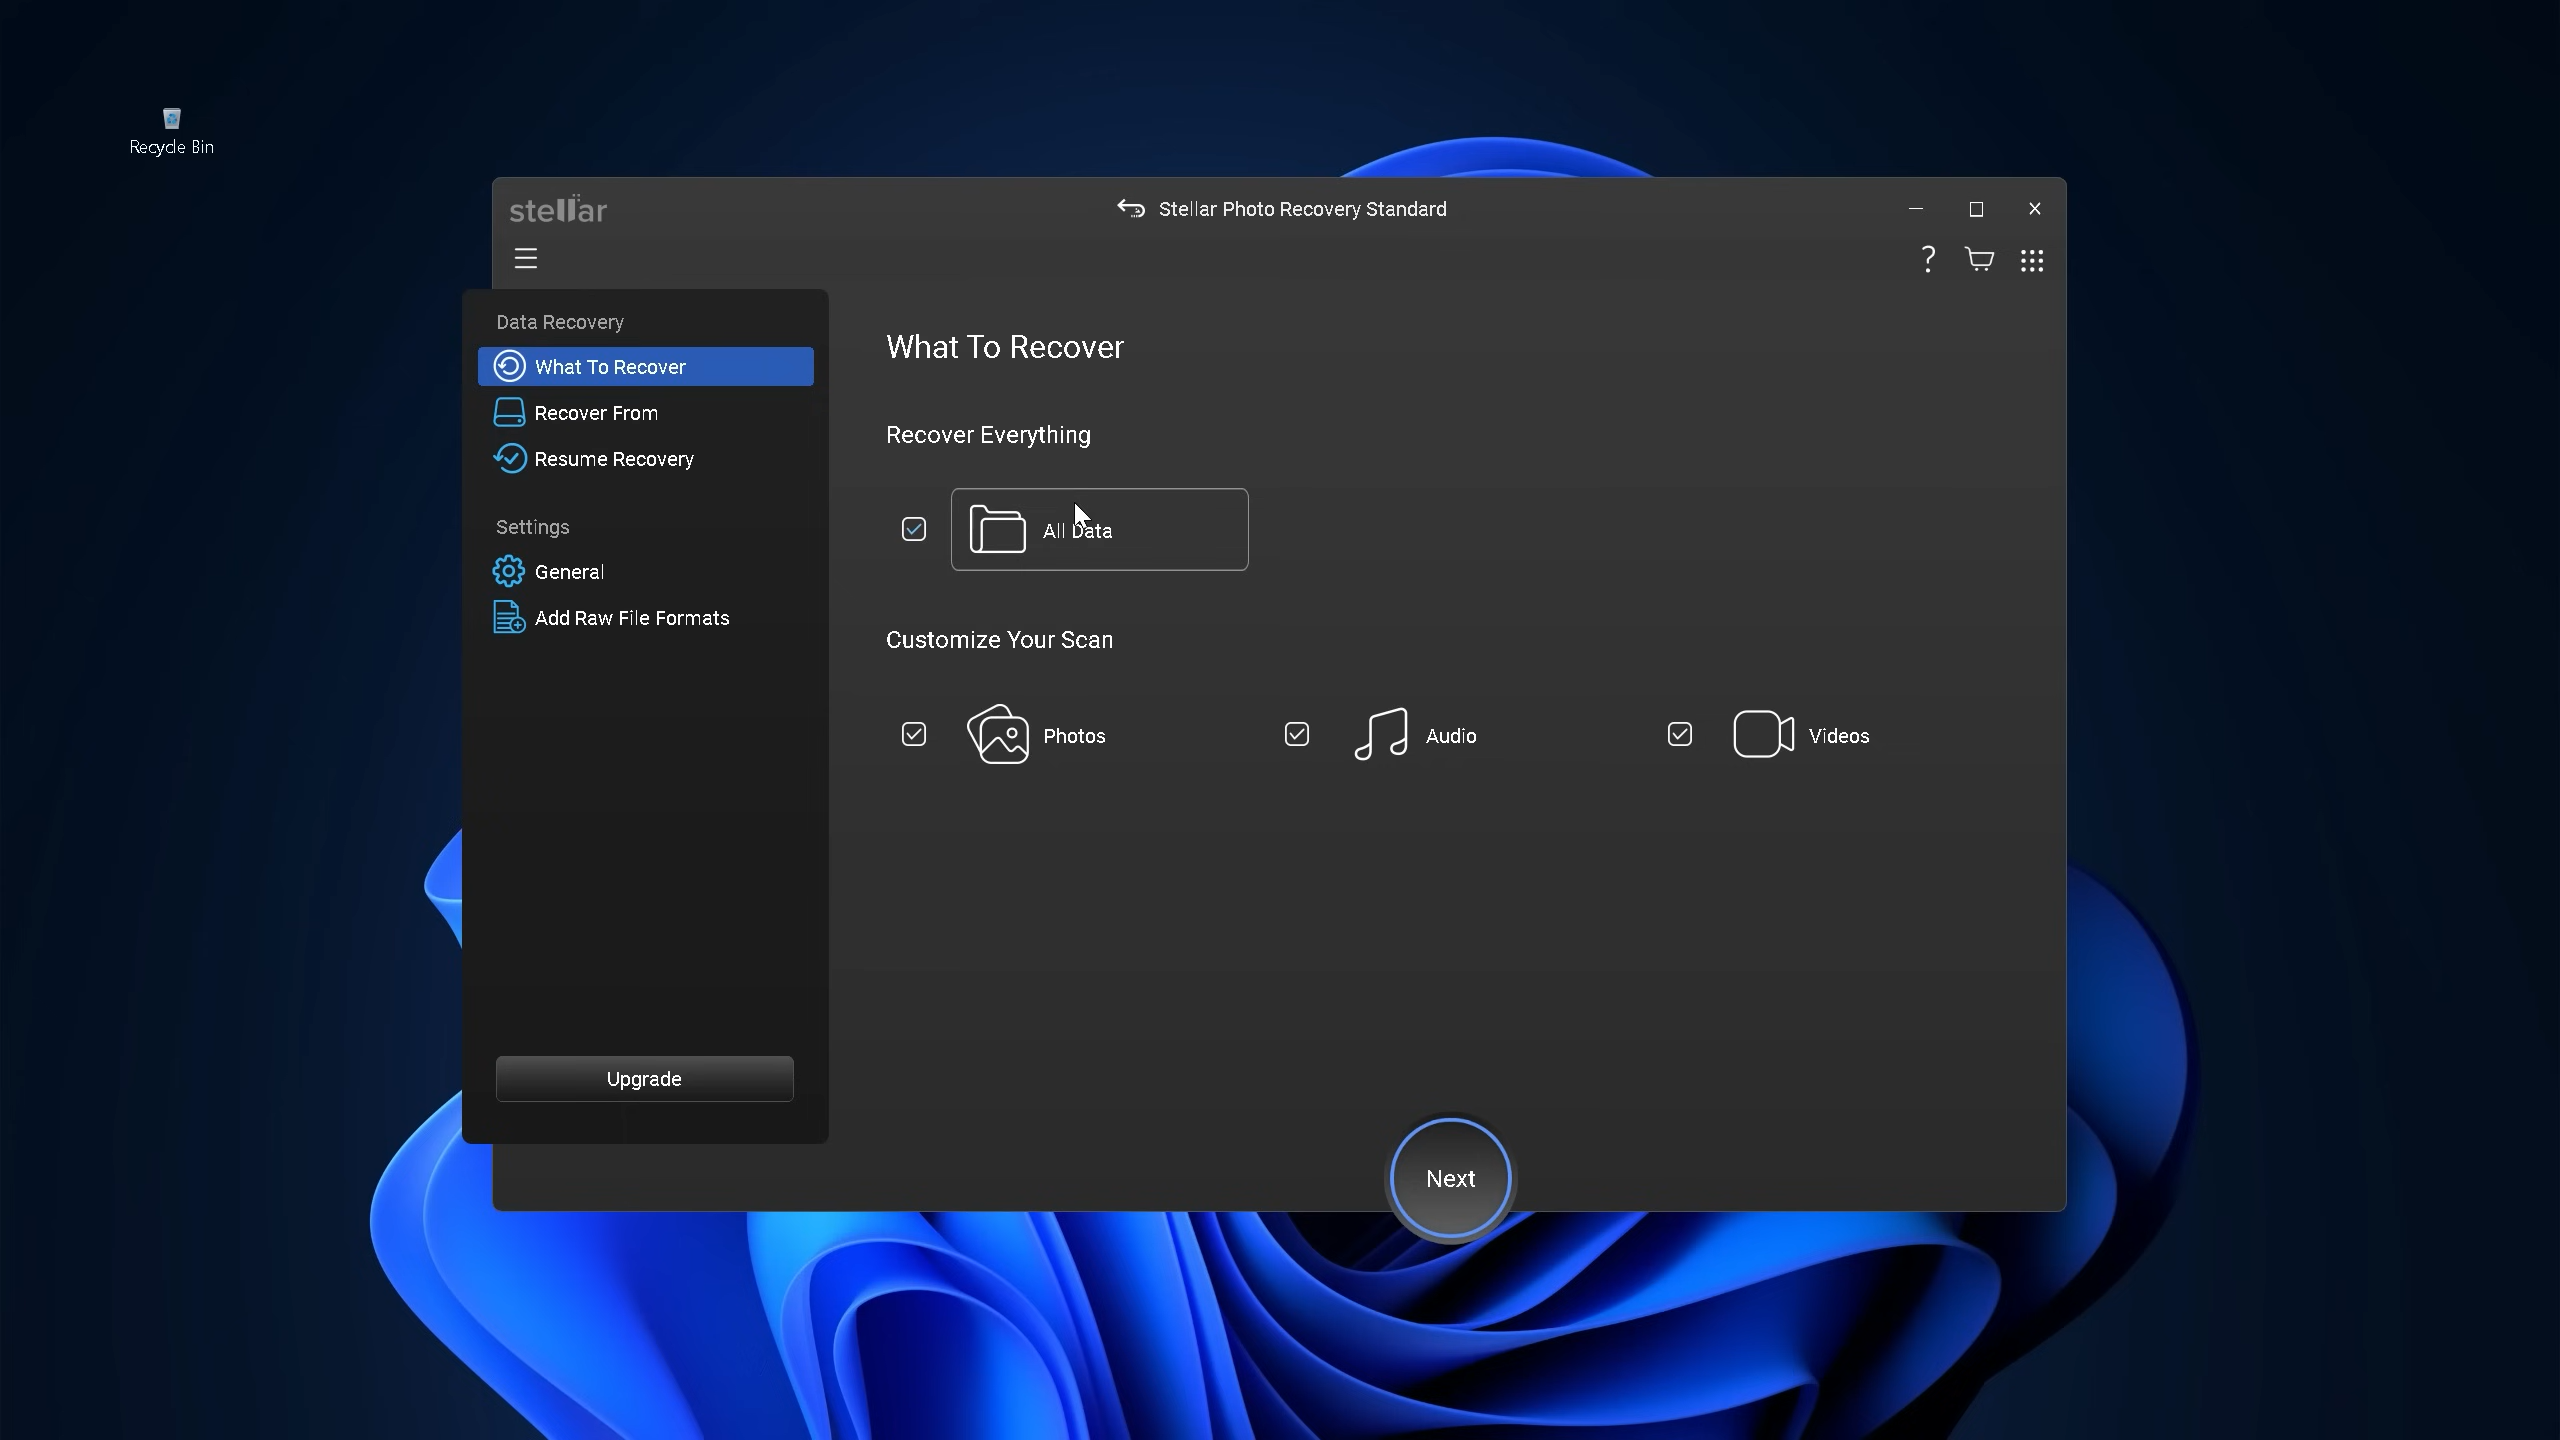 Recycle Bin
stellar
Stellar Photo Recovery Standard
?
Data Recovery
What To Recover
Recover From
Resume Recovery
Settings
General
Add Raw File Formats
Upgrade
What To Recover
Recover Everything
All Data
Customize Your Scan
Photos
Audio
Videos
Next